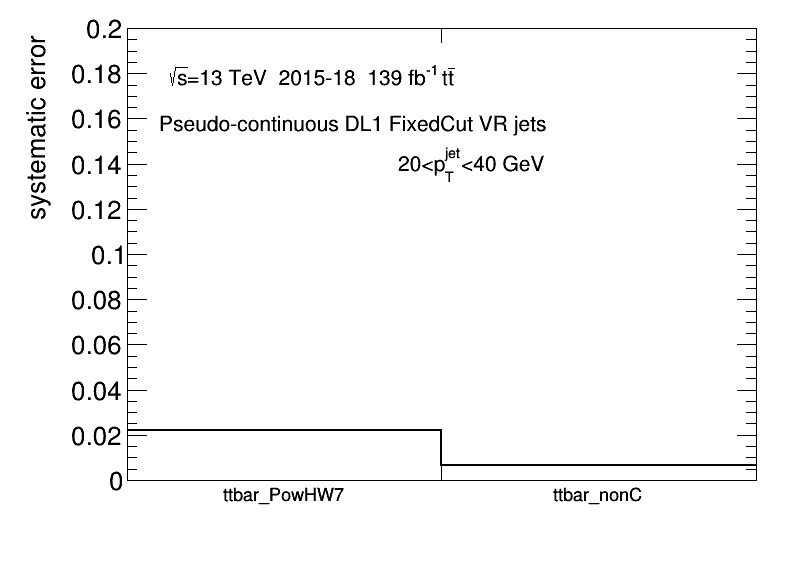 systematic error
0.2
0.18
0.16
0.14
0.12
0.1
0.08
0.06
0.04
0.02
0
√s=13 TeV 2015-18 139 fb⁻¹ tt̄
Pseudo-continuous DL1 FixedCut VR jets
20<p_T^jet<40 GeV
ttbar_PowHW7 ttbar_nonC